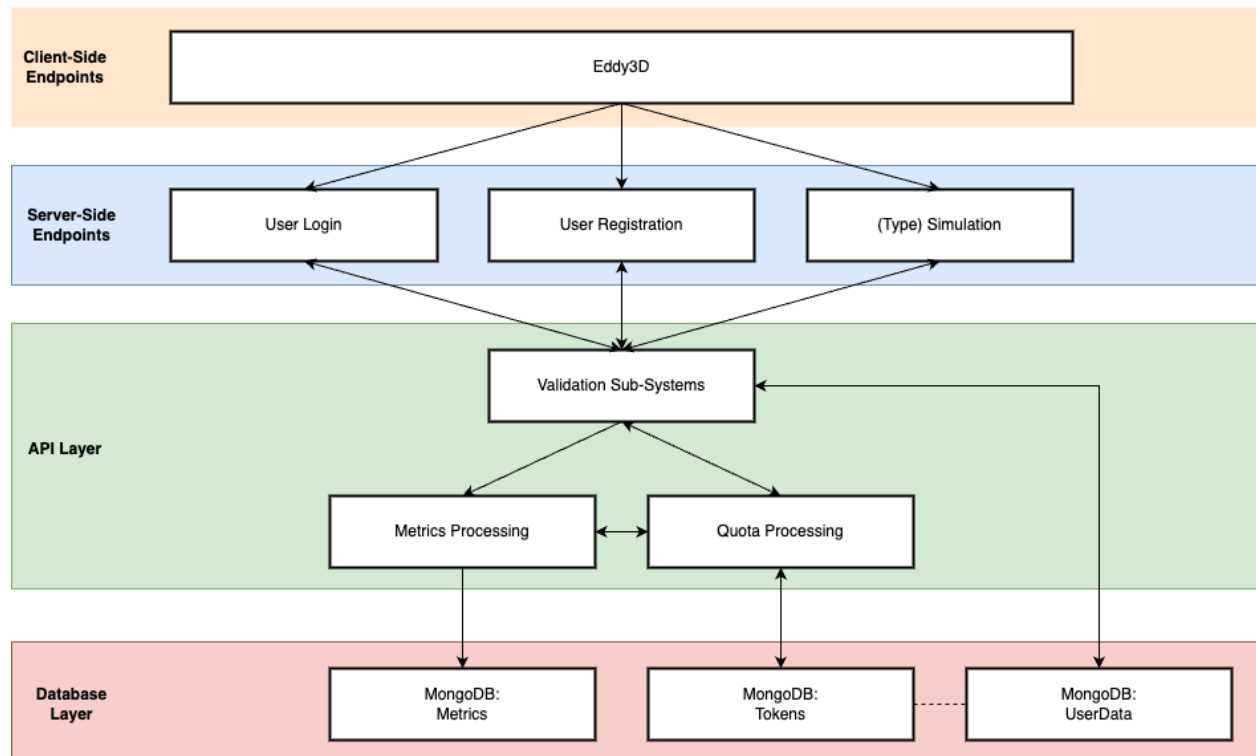 Client-Side
Endpoints
Eddy3D
Server-Side
Endpoints
User Login
User Registration
(Type) Simulation
API Layer
Validation Sub-Systems
Metrics Processing
Quota Processing
Database
Layer
MongoDB:
Metrics
MongoDB:
Tokens
MongoDB:
UserData